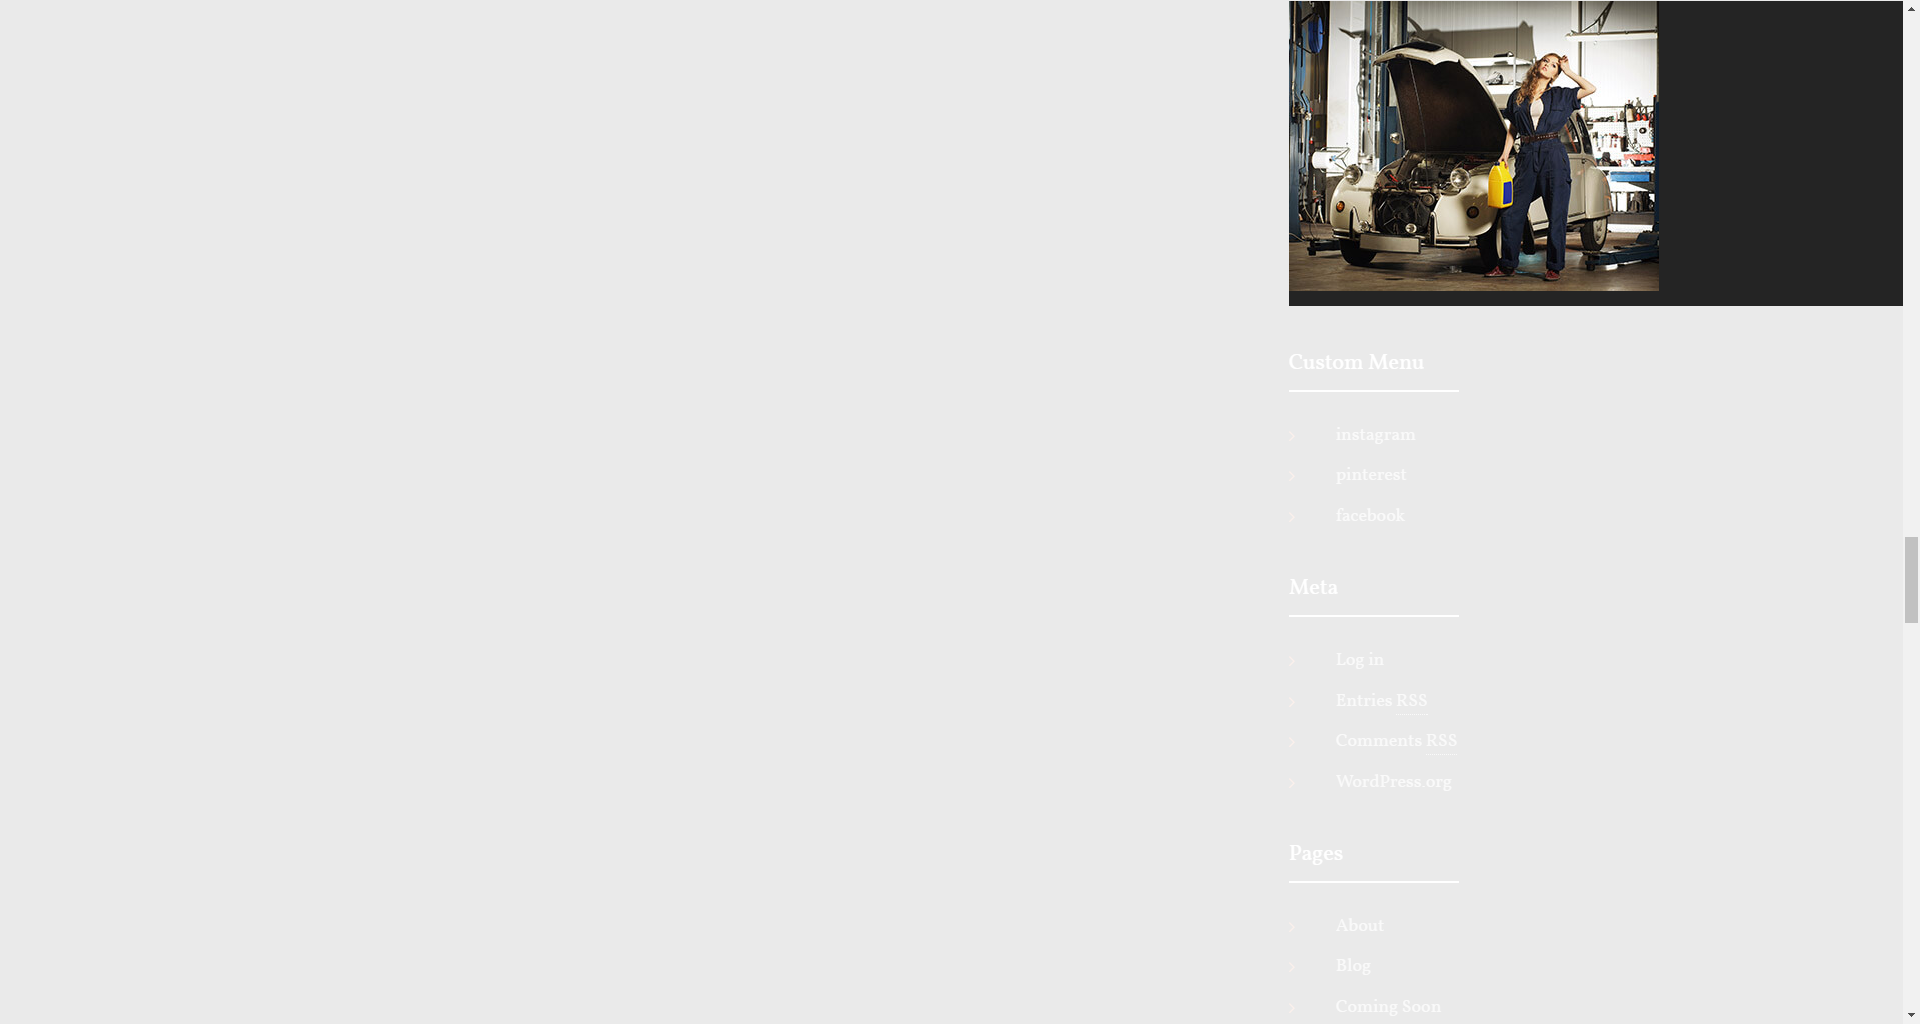 Custom Menu
instagram
pinterest
facebook
Meta
Log in
Entries RSS
Comments RSS
WordPress.org
Pages
About
Blog
Coming Soon